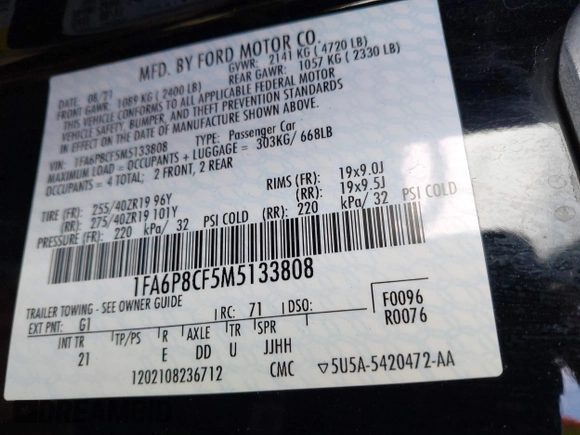 MFD. BY FORD MOTOR CO.
DATE: 08/21 GVWR: 2141 KG ( 4720 LB)
FRONT GAWR: 1089 KG ( 2400 LB) REAR GAWR: 1057 KG ( 2330 LB)
THIS VEHICLE CONFORMS TO ALL APPLICABLE FEDERAL MOTOR
VEHICLE SAFETY, BUMPER, AND THEFT PREVENTION STANDARDS
IN EFFECT ON THE DATE OF MANUFACTURE SHOWN ABOVE.
VIN: 1FA6P8CF5M5133808 TYPE: Passenger Car
MAXIMUM LOAD = OCCUPANTS + LUGGAGE = 303KG/ 668LB
OCCUPANTS = 4 TOTAL; 2 FRONT, 2 REAR
TIRE (FR): 255/40ZR19 96Y RIMS (FR): 19x9.0J
(RR): 275/40ZR19 101Y (RR): 19x9.5J
PRESSURE (FR): 220 kPa/ 32 PSI COLD (RR): 220 kPa/ 32 PSI COLD
1FA6P8CF5M5133808
TRAILER TOWING - SEE OWNER GUIDE
EXT PNT: G1 RC: 71 DSO: F0096
INT TR TP/PS R AXLE TR SPR R0076
21 E DD U JJHH
1202108236712 CMC ▽5U5A-5420472-AA
DREAMBID